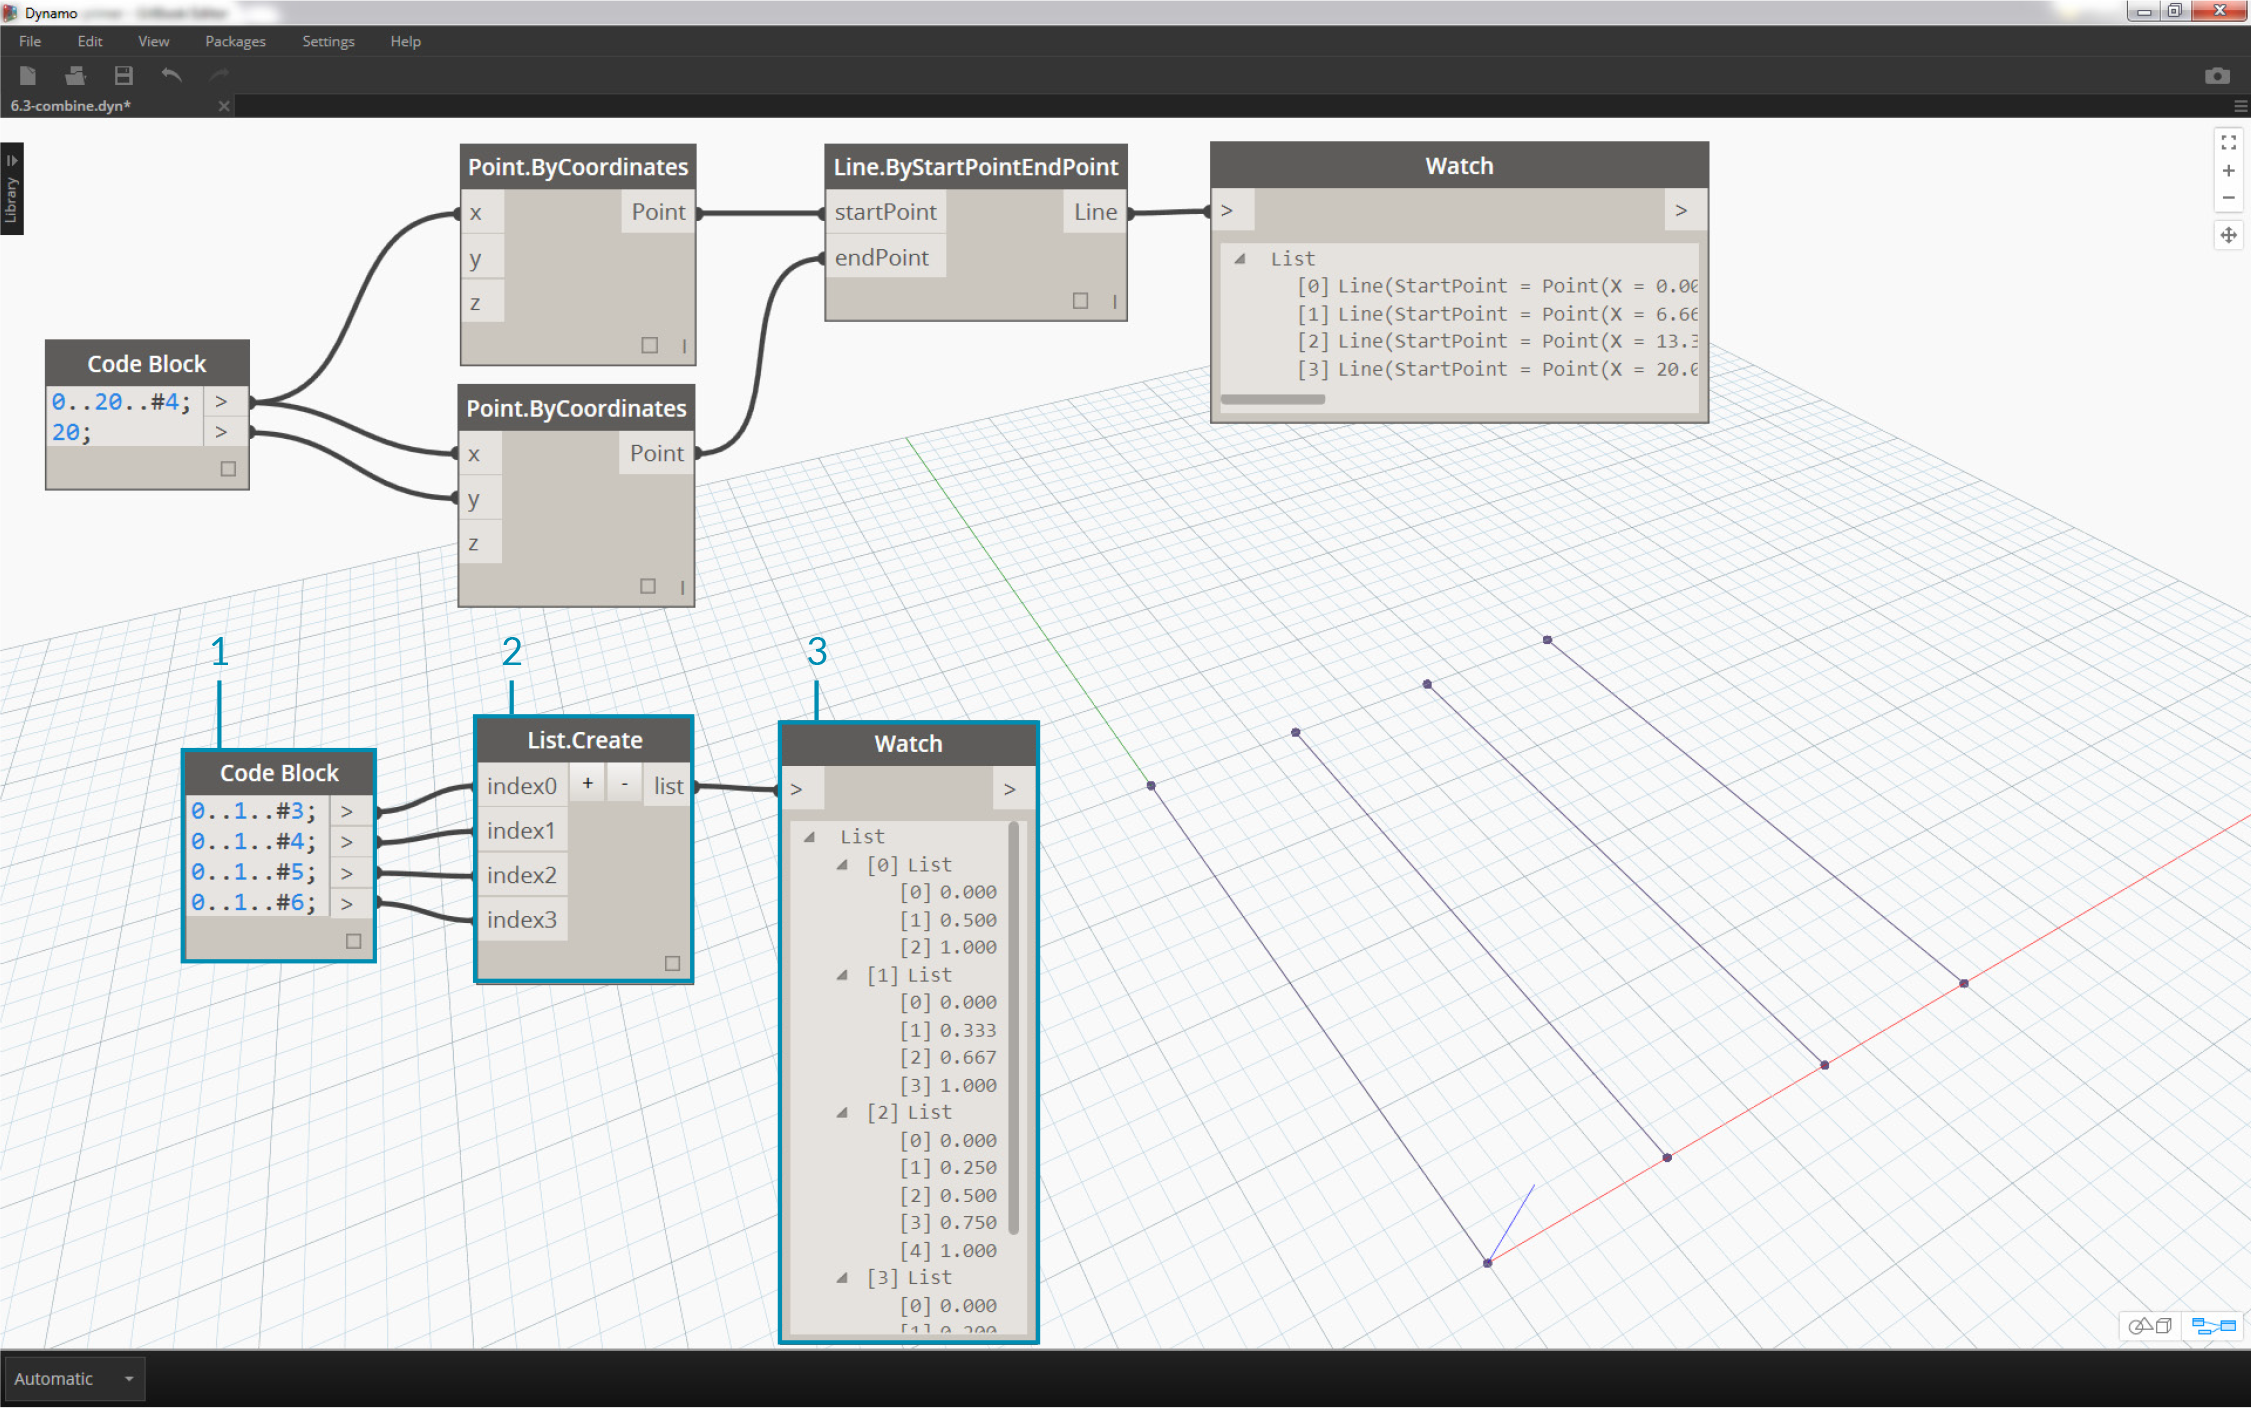 Dynamo
File Edit View Packages Settings Help
6.3-combine.dyn*
Library
Point.ByCoordinates
x Point
y
z
Line.ByStartPointEndPoint
startPoint Line
endPoint
Watch
> >
List
[0] Line(StartPoint = Point(X = 0.00
[1] Line(StartPoint = Point(X = 6.66
[2] Line(StartPoint = Point(X = 13.3
[3] Line(StartPoint = Point(X = 20.0
Code Block
0..20..#4; >
20; >
Point.ByCoordinates
x Point
y
z
1
2
3
Code Block
0..1..#3; >
0..1..#4; >
0..1..#5; >
0..1..#6; >
List.Create
index0 + - list
index1
index2
index3
Watch
> >
List
[0] List
[0] 0.000
[1] 0.500
[2] 1.000
[1] List
[0] 0.000
[1] 0.333
[2] 0.667
[3] 1.000
[2] List
[0] 0.000
[1] 0.250
[2] 0.500
[3] 0.750
[4] 1.000
[3] List
[0] 0.000
[1] 0.200
Automatic